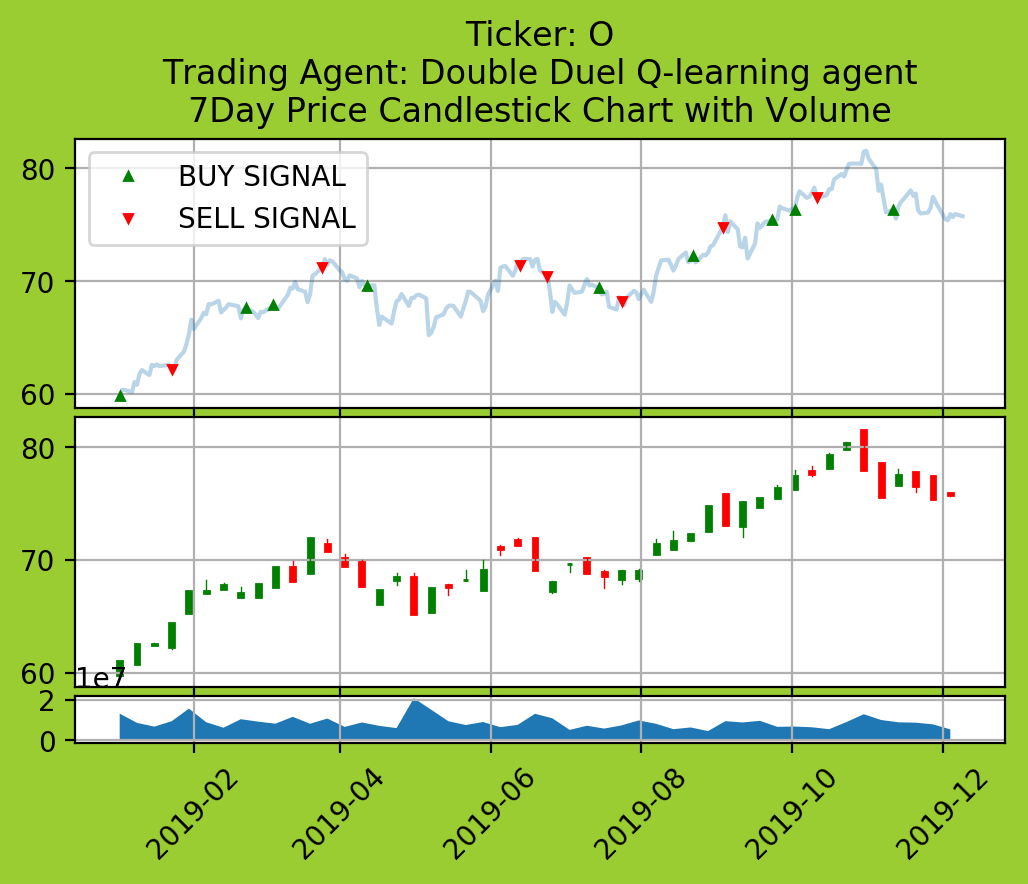 Ticker: O
Trading Agent: Double Duel Q-learning agent
7Day Price Candlestick Chart with Volume
BUY SIGNAL
SELL SIGNAL
80
70
60
80
70
60
1e7
2
0
2019-02
2019-04
2019-06
2019-08
2019-10
2019-12